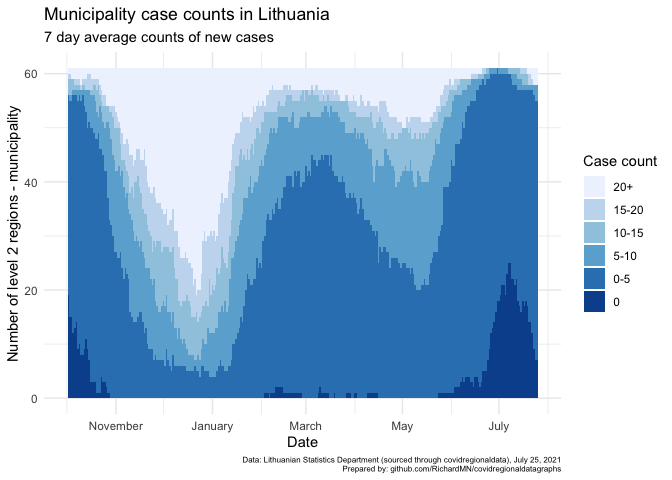 Municipality case counts in Lithuania
7 day average counts of new cases
Number of level 2 regions - municipality
60
40
20
0
November
January
March
May
July
Date
Case count
20+
15-20
10-15
5-10
0-5
0
Data: Lithuanian Statistics Department (sourced through covidregionaldata), July 25, 2021
Prepared by: github.com/RichardMN/covidregionaldatagraphs